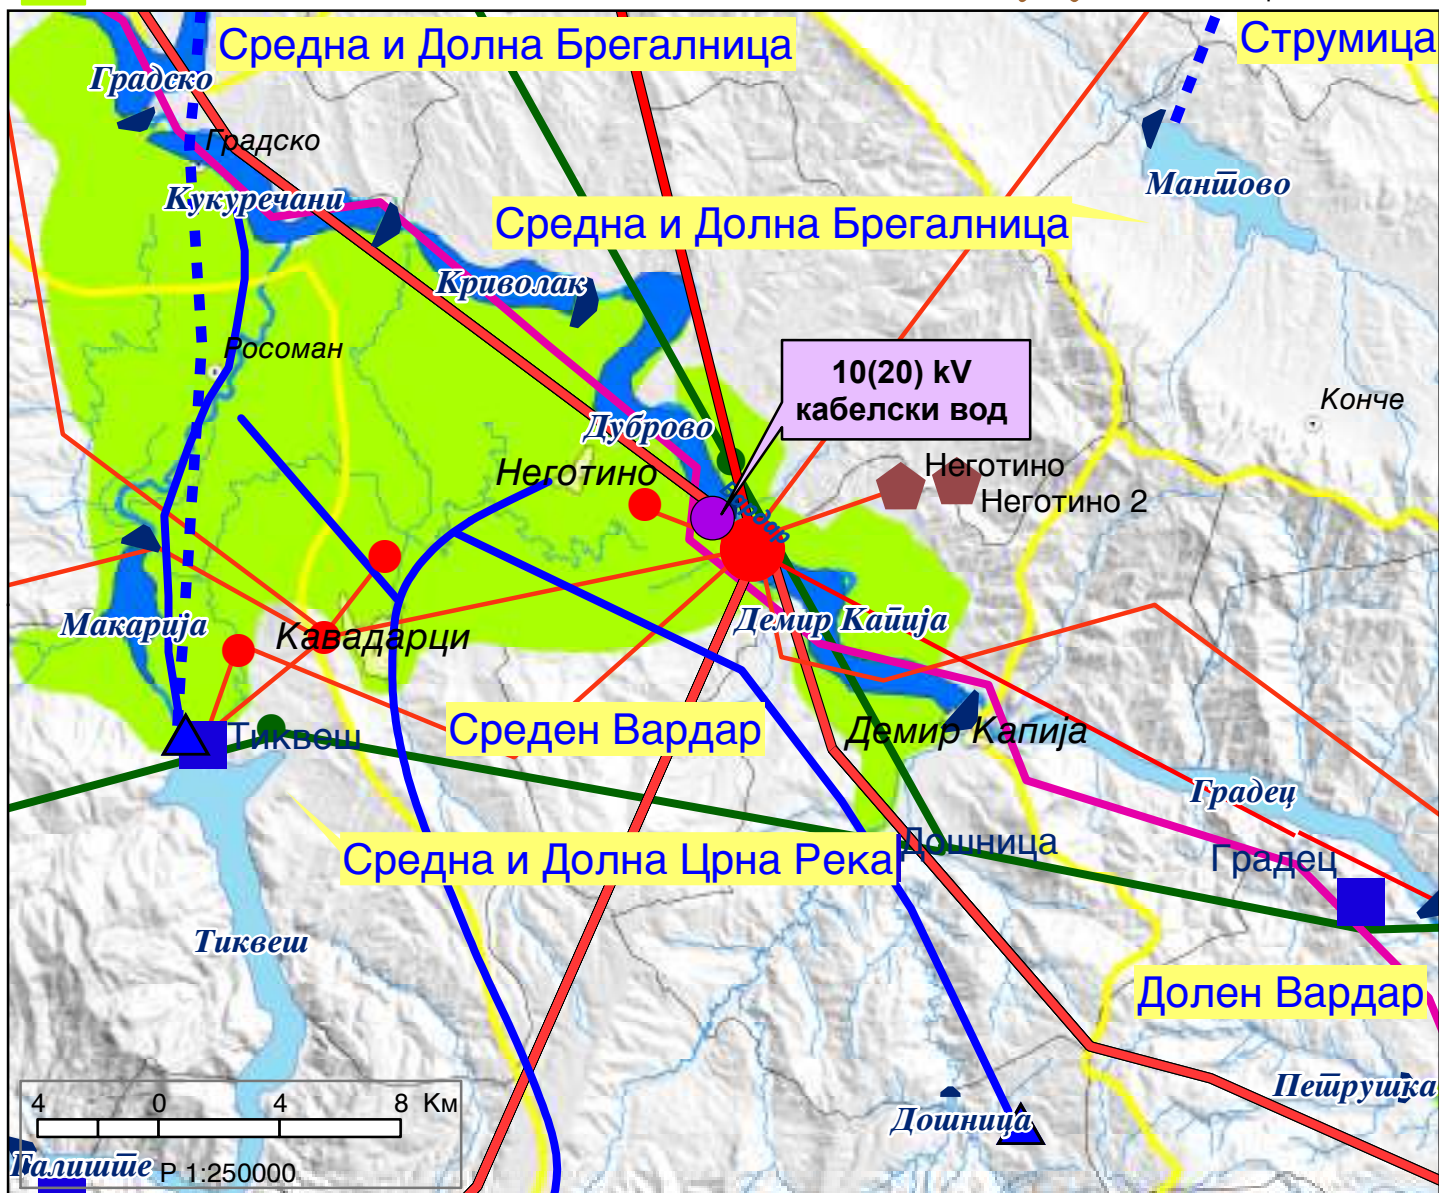 Средна и Долна Брегалница
Струмица
Градско
Градско
Мантово
Кукуречани
Средна и Долна Брегалница
Криволак
Росоман
10(20) kV
кабелски вод
Конче
Дуброво
Неготино
Неготино
Неготино 2
Вардар
Макарија
Кавадарци
Демир Капија
Тиквеш
Среден Вардар
Демир Капија
Градец
Дошница
Градец
Средна и Долна Црна Река
Тиквеш
Долен Вардар
Петрушка
4 0 4 8 Км
Дошница
Галиште
Р 1:250000